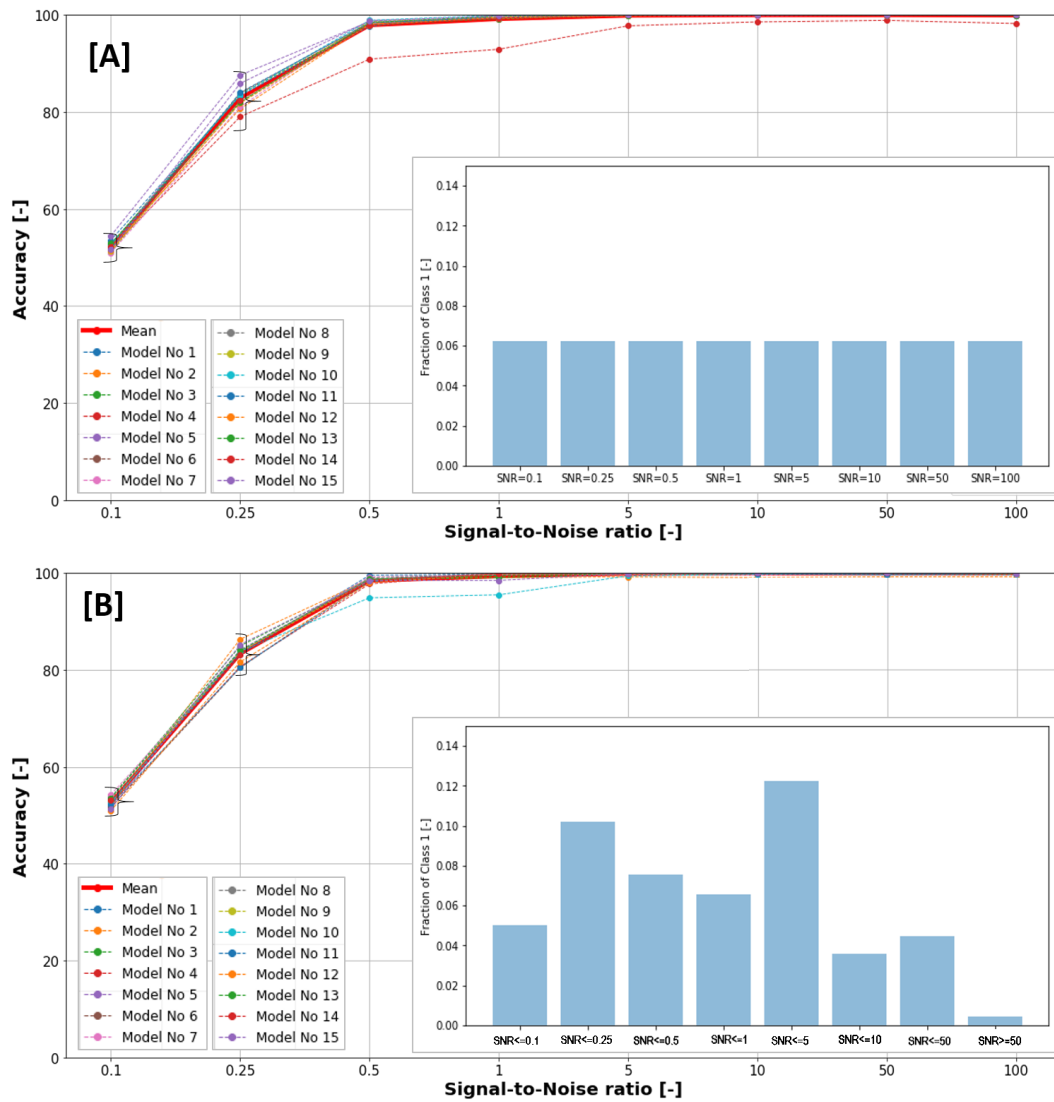 [A]
Accuracy [-]
100
80
60
40
20
0
Mean
Model No 1
Model No 2
Model No 3
Model No 4
Model No 5
Model No 6
Model No 7
Model No 8
Model No 9
Model No 10
Model No 11
Model No 12
Model No 13
Model No 14
Model No 15
Fraction of Class 1 [-]
0.14
0.12
0.10
0.08
0.06
0.04
0.02
0.00
SNR=0.1 SNR=0.25 SNR=0.5 SNR=1 SNR=5 SNR=10 SNR=50 SNR=100
0.1 0.25 0.5 1 5 10 50 100
Signal-to-Noise ratio [-]
[B]
Accuracy [-]
100
80
60
40
20
0
Mean
Model No 1
Model No 2
Model No 3
Model No 4
Model No 5
Model No 6
Model No 7
Model No 8
Model No 9
Model No 10
Model No 11
Model No 12
Model No 13
Model No 14
Model No 15
Fraction of Class 1 [-]
0.14
0.12
0.10
0.08
0.06
0.04
0.02
0.00
SNR<=0.1 SNR<=0.25 SNR<=0.5 SNR<=1 SNR<=5 SNR<=10 SNR<=50 SNR>=50
0.1 0.25 0.5 1 5 10 50 100
Signal-to-Noise ratio [-]